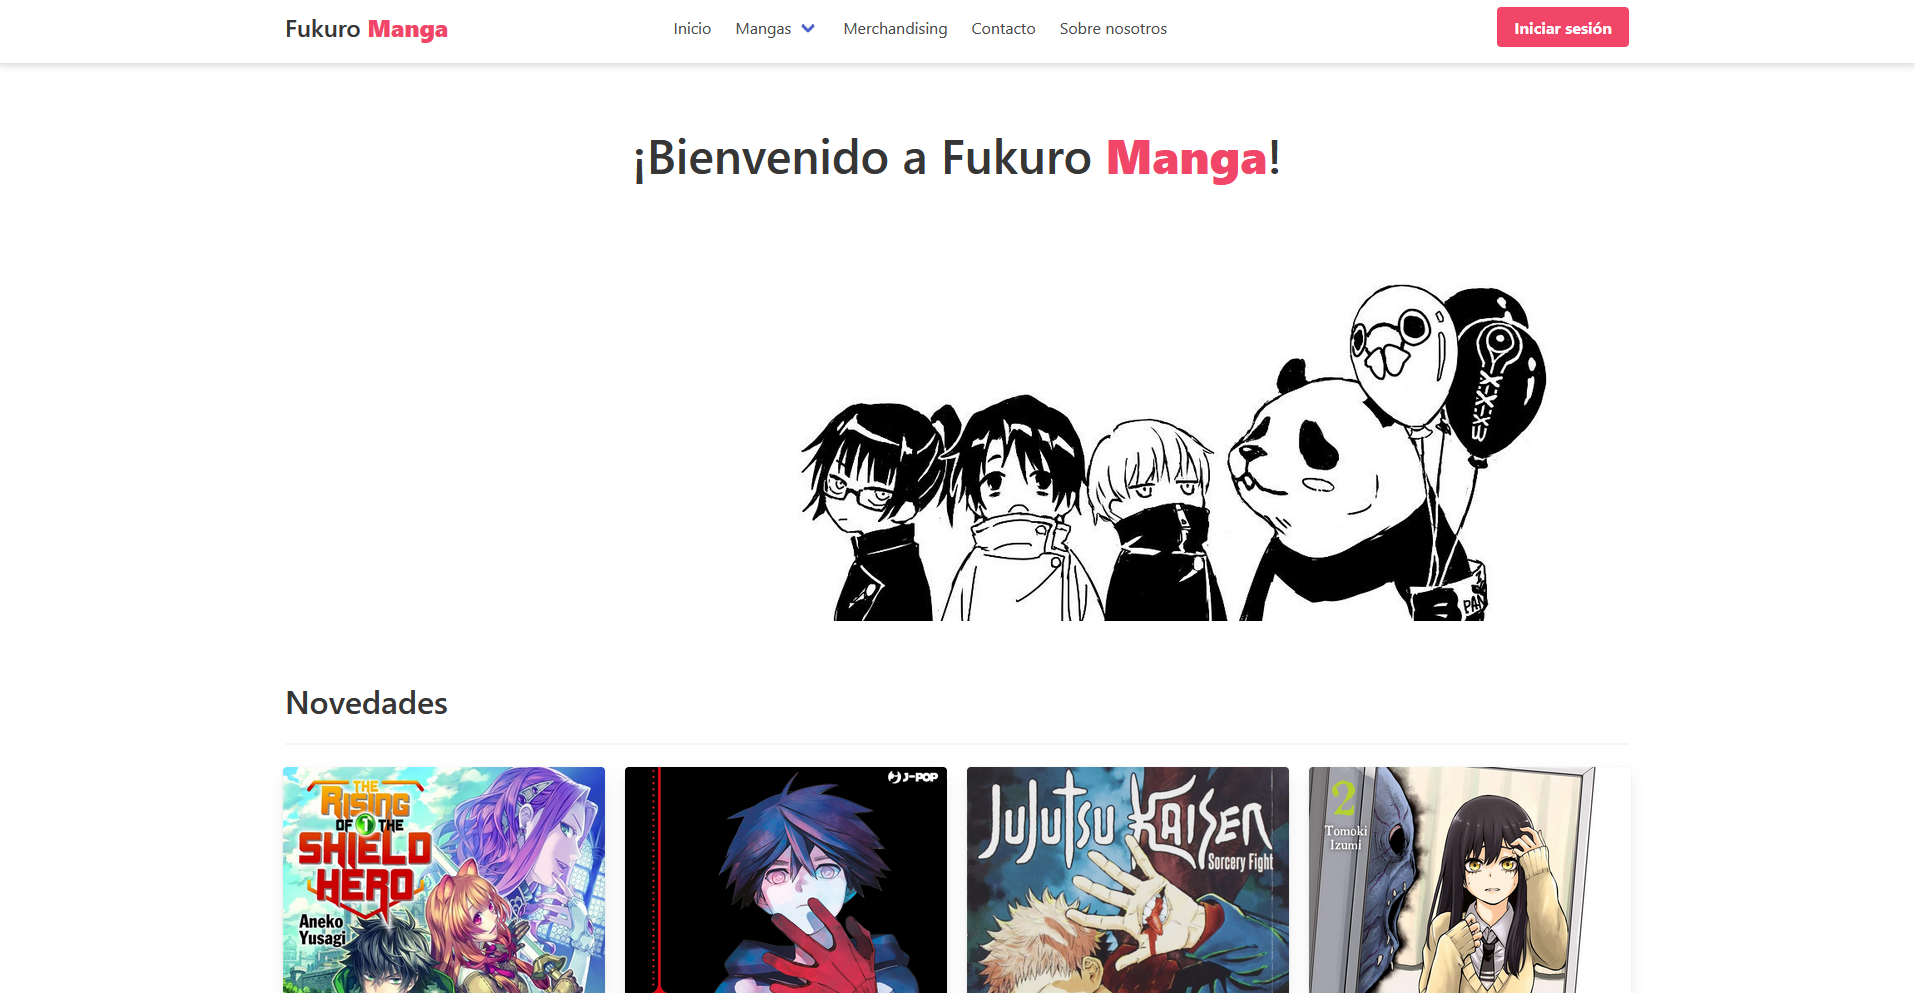 Fukuro Manga
Inicio
Mangas
Merchandising
Contacto
Sobre nosotros
Iniciar sesión
¡Bienvenido a Fukuro Manga!
EX-X-X
PAN
Novedades
THE
RISING
OF 1 THE
SHIELD
HERO
Aneko
Yusagi
J-POP
JUJUTSU KAISEN
Sorcery Fight
2
Tomoki
Izumi